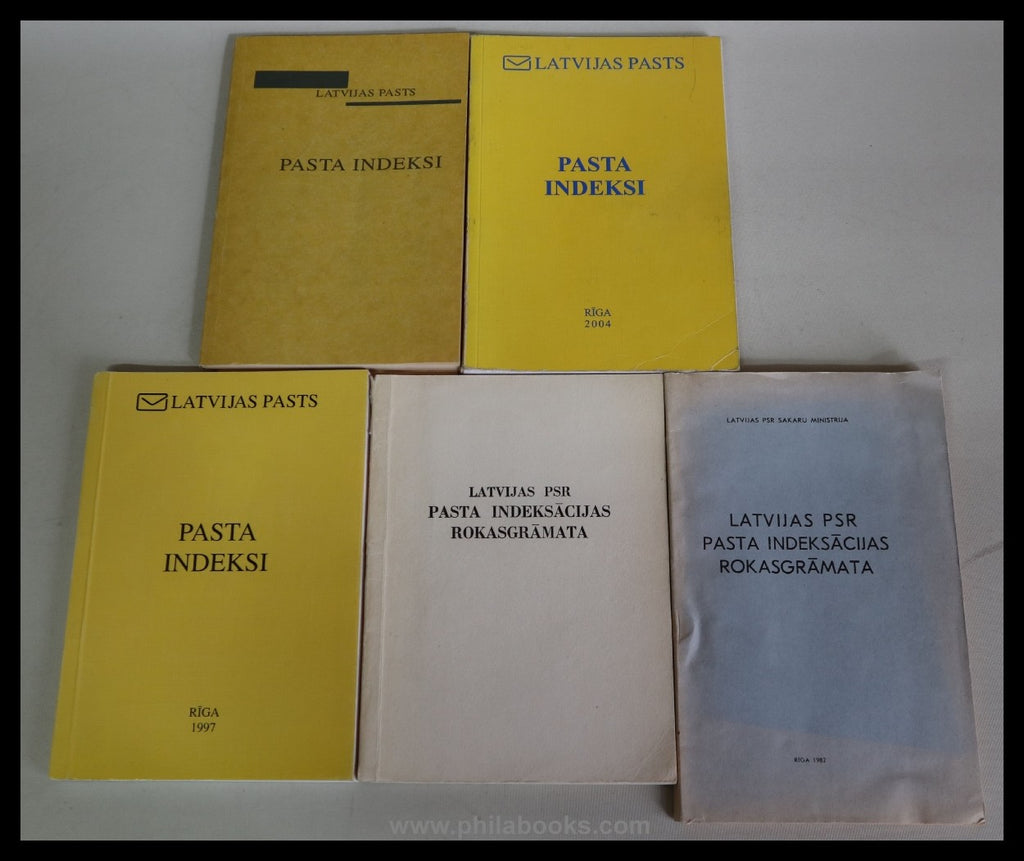 LATVIJAS PASTS
PASTA INDEKSI
LATVIJAS PASTS
PASTA
INDEKSI
RĪGA
2004
LATVIJAS PASTS
PASTA
INDEKSI
RĪGA
1997
LATVIJAS PSR
PASTA INDEKSĀCIJAS
ROKASGRĀMATA
LATVIJAS PSR SAKARU MINISTRIJA
LATVIJAS PSR
PASTA INDEKSĀCIJAS
ROKASGRĀMATA
RĪGA 1982
www.philabooks.com